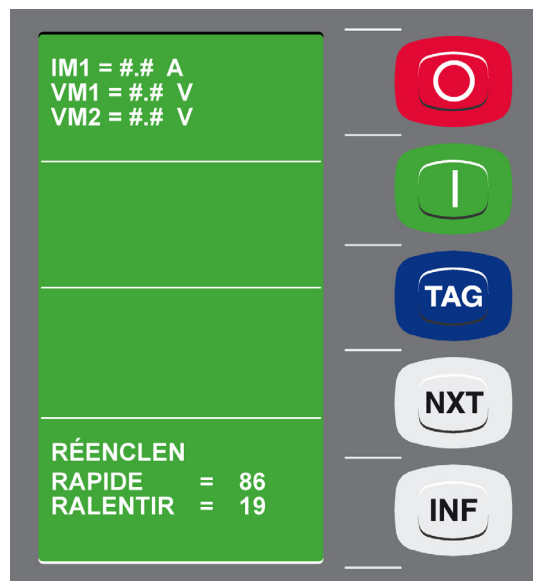 IM1 = #.# A
VM1 = #.# V
VM2 = #.# V
RÉENCLEN
RAPIDE = 86
RALENTIR = 19
O
I
TAG
NXT
INF